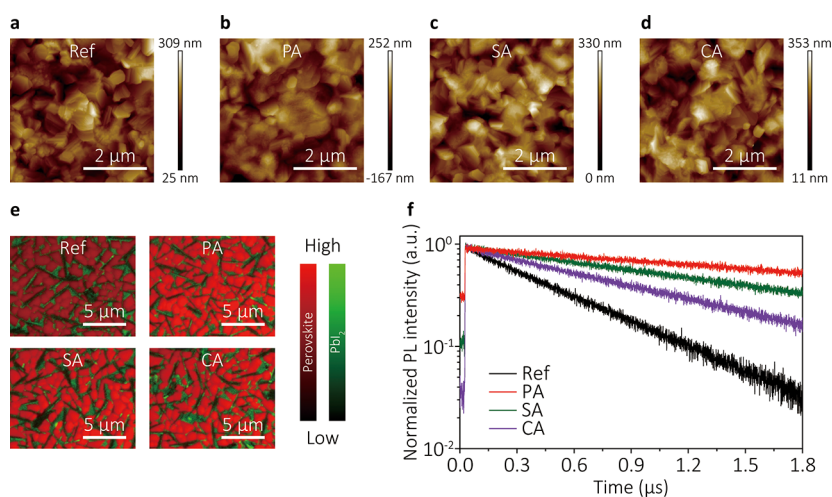 a
Ref
309 nm
2 μm
25 nm
b
PA
252 nm
2 μm
-167 nm
c
SA
330 nm
2 μm
0 nm
d
CA
353 nm
2 μm
11 nm
e
Ref
5 μm
PA
5 μm
SA
5 μm
CA
5 μm
High
Perovskite
PbI₂
Low
f
Normalized PL intensity (a.u.)
10⁰
10⁻¹
10⁻²
Ref
PA
SA
CA
0.0 0.3 0.6 0.9 1.2 1.5 1.8
Time (μs)